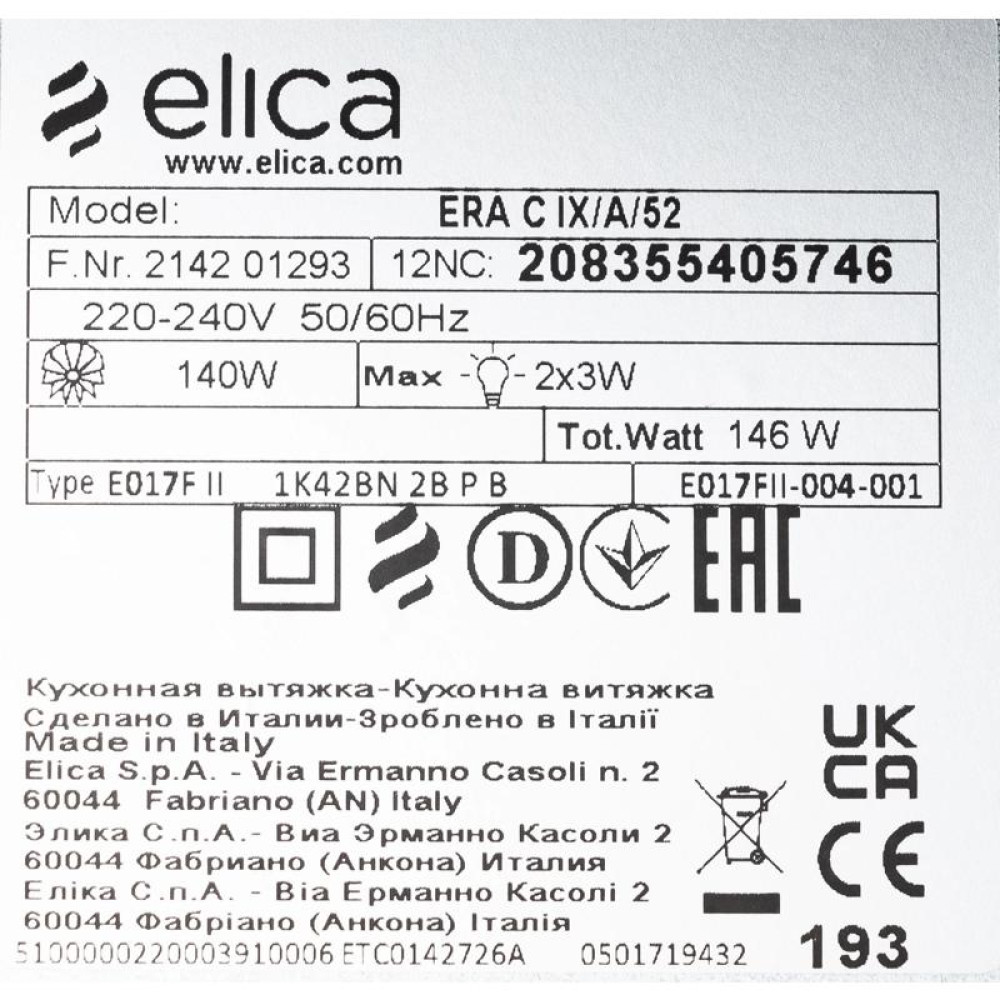 elica
www.elica.com
Model: ERA C IX/A/52
F.Nr. 2142 01293 12NC: 208355405746
220-240V 50/60Hz
140W Max 2x3W
Tot.Watt 146 W
Type E017F II 1K42BN 2B P B E017FII-004-001
D EAC
Кухонная вытяжка-Кухонна витяжка
Сделано в Италии-Зроблено в Італії
Made in Italy
Elica S.p.A. - Via Ermanno Casoli n. 2
60044 Fabriano (AN) Italy
Элика С.п.А.- Виа Эрманно Касоли 2
60044 Фабриано (Анкона) Италия
Еліка С.п.А. - Віа Ерманно Касолі 2
60044 Фабріано (Анкона) Італія
UK
CA
CE
5100000220003910006 ETC0142726A 0501719432 193